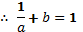 ∴ 1/a + b = 1